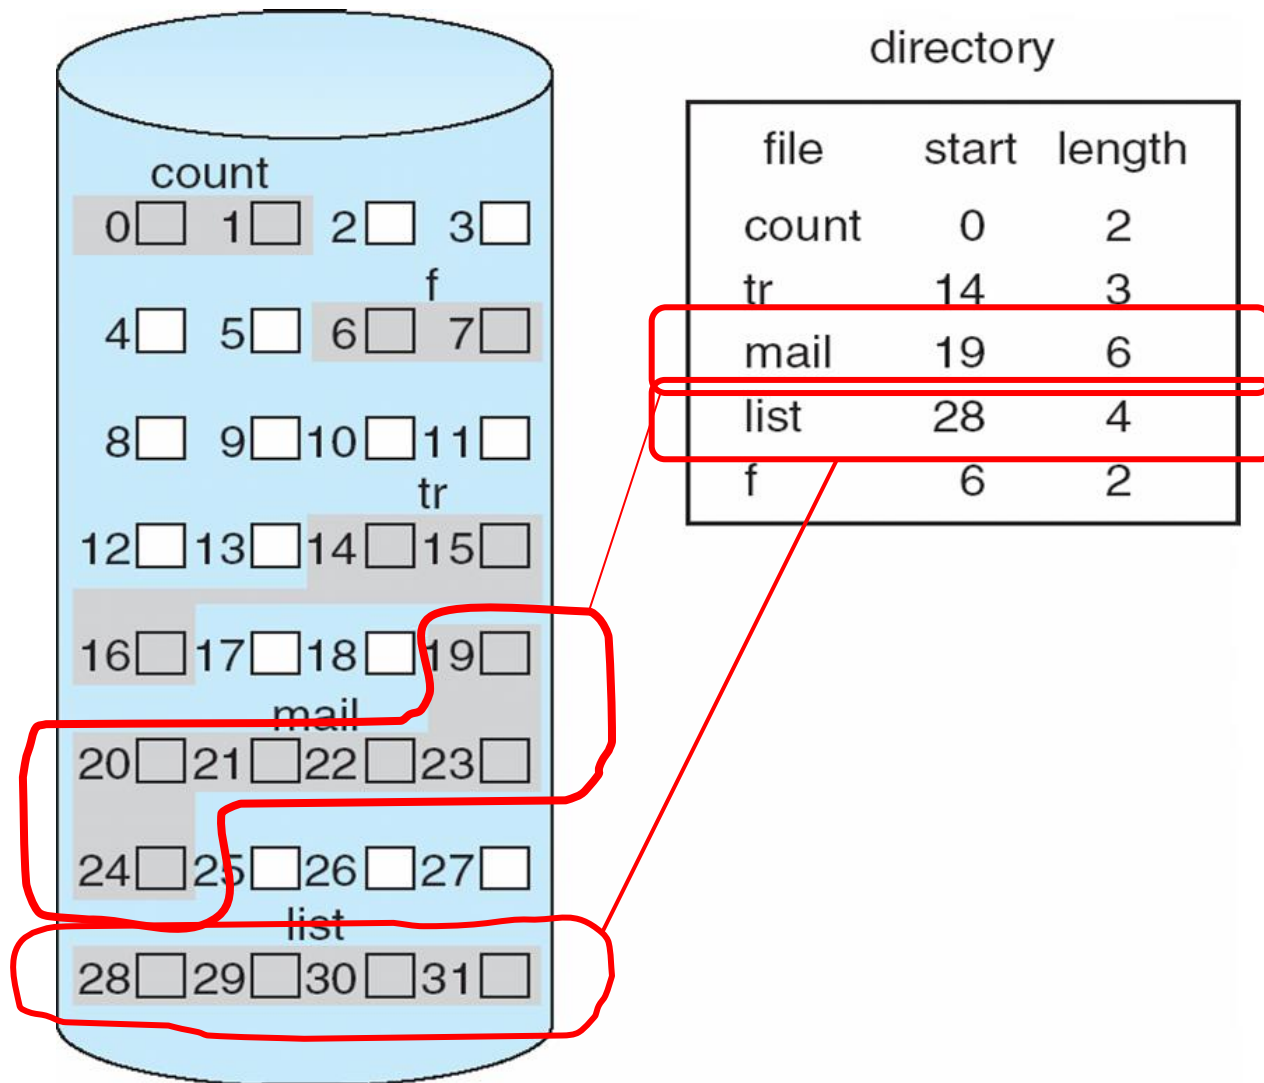 directory
file start length
count 0 2
tr 14 3
mail 19 6
list 28 4
f 6 2
count
0 1 2 3
f
4 5 6 7
8 9 10 11
tr
12 13 14 15
16 17 18 19
mail
20 21 22 23
24 25 26 27
list
28 29 30 31